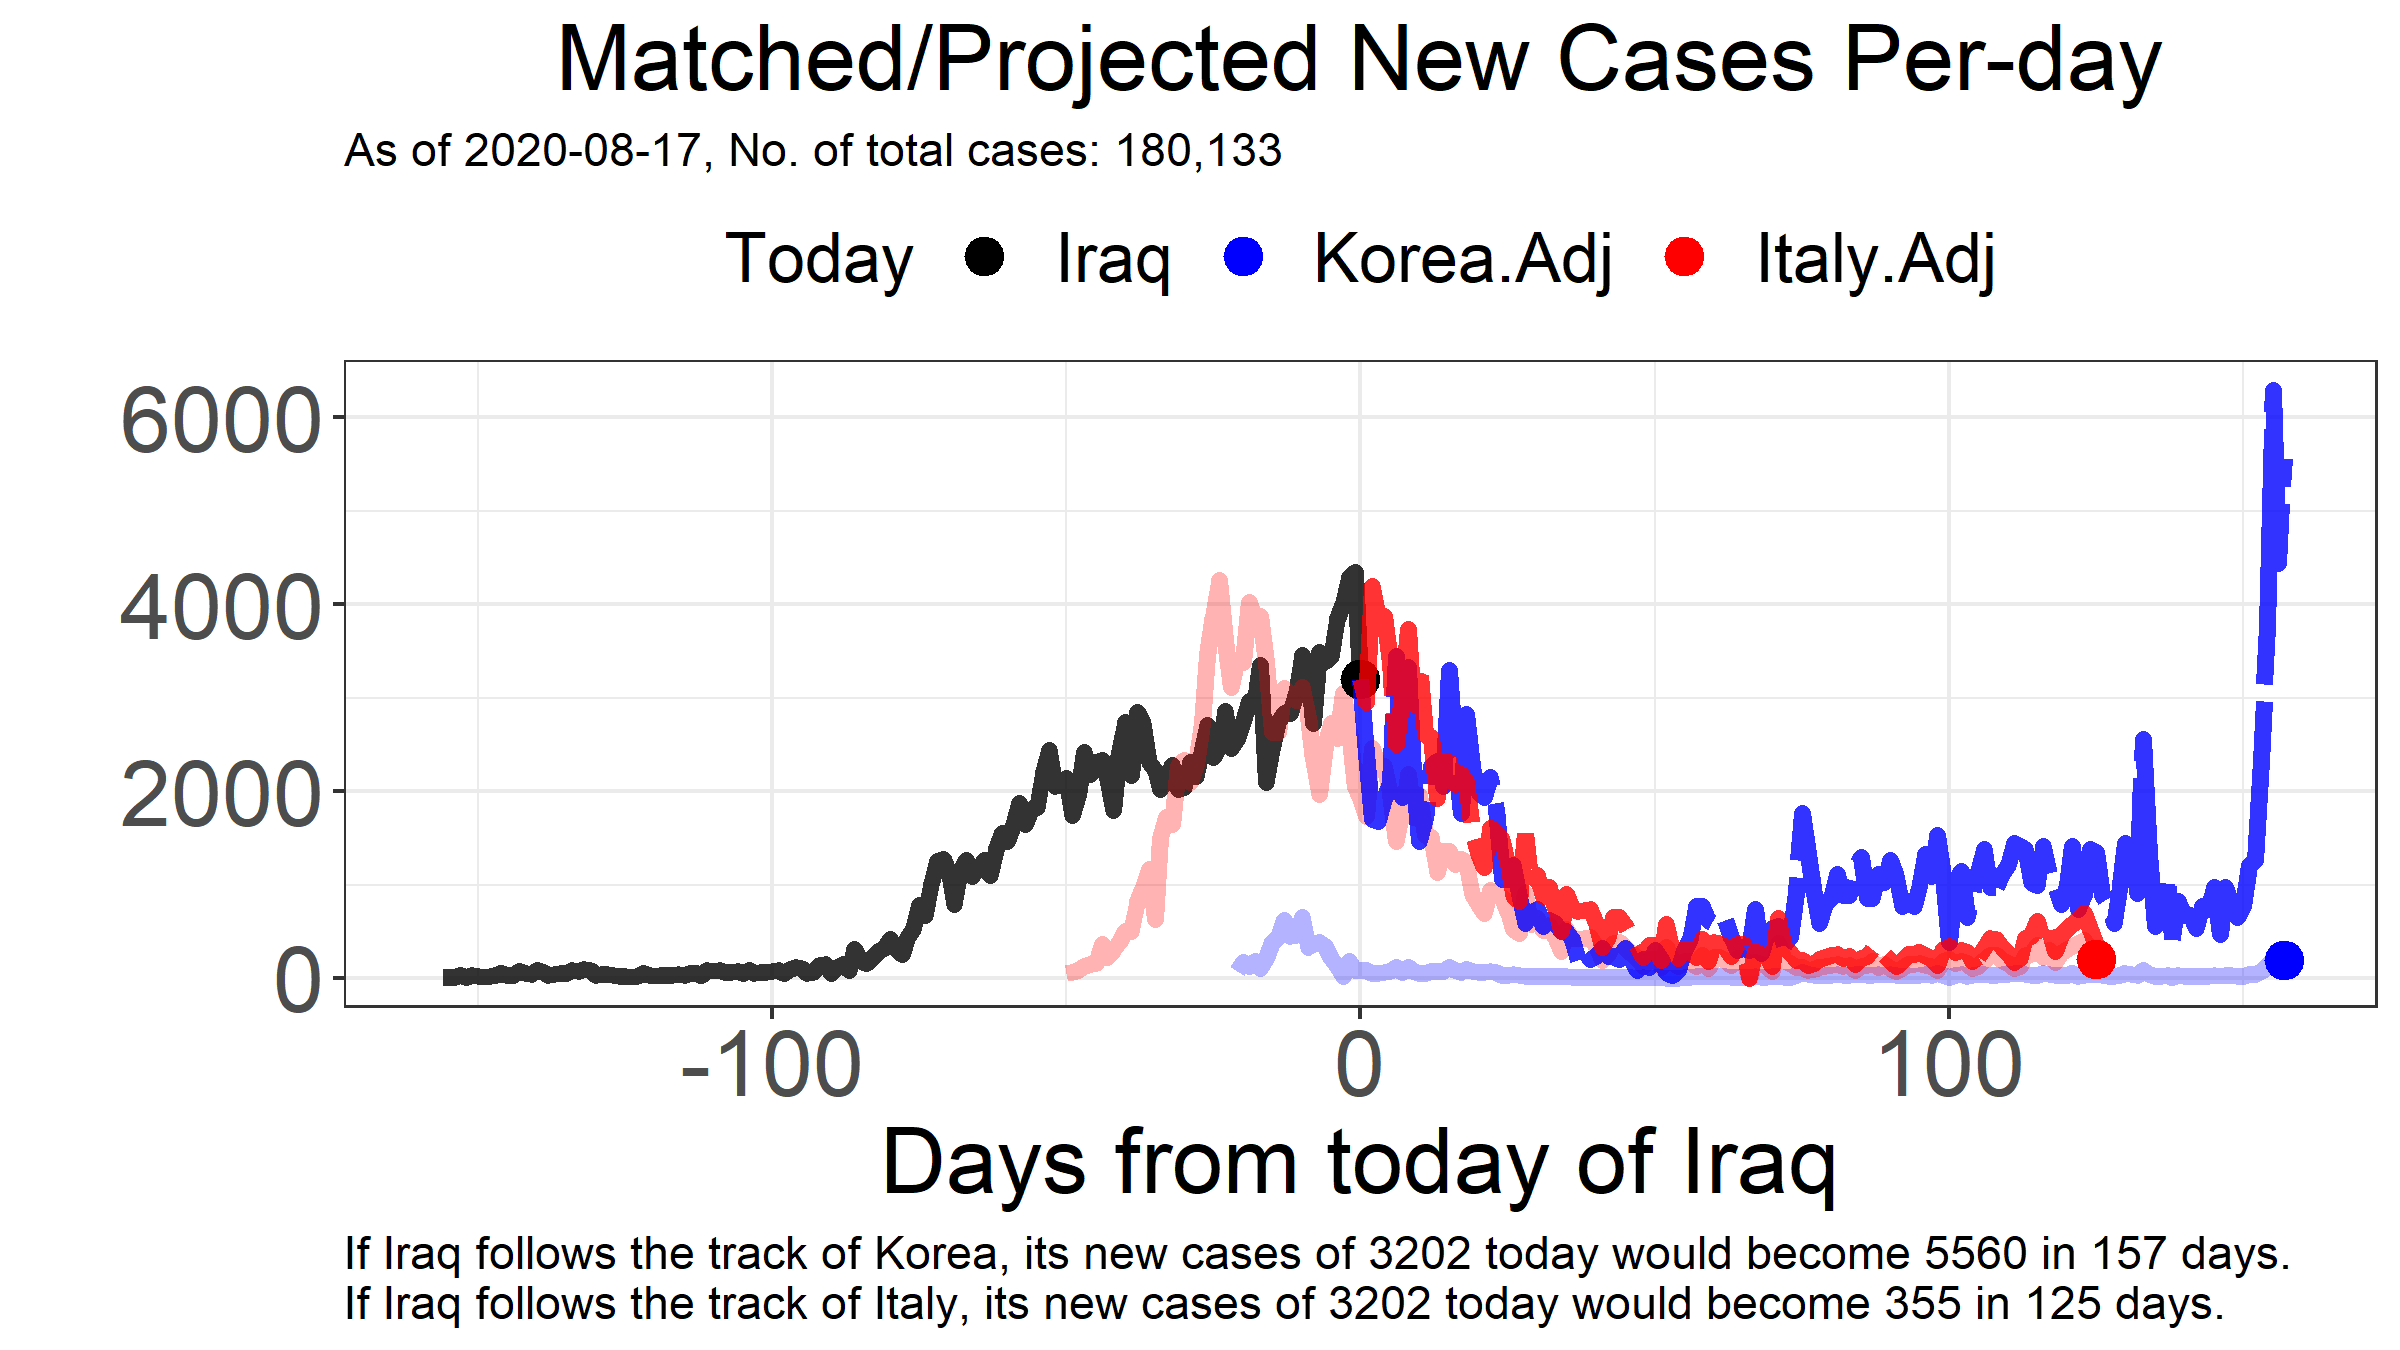 Matched/Projected New Cases Per-day
As of 2020-08-17, No. of total cases: 180,133
Today Iraq Korea.Adj Italy.Adj
6000
4000
2000
0
-100 0 100
Days from today of Iraq
If Iraq follows the track of Korea, its new cases of 3202 today would become 5560 in 157 days.
If Iraq follows the track of Italy, its new cases of 3202 today would become 355 in 125 days.